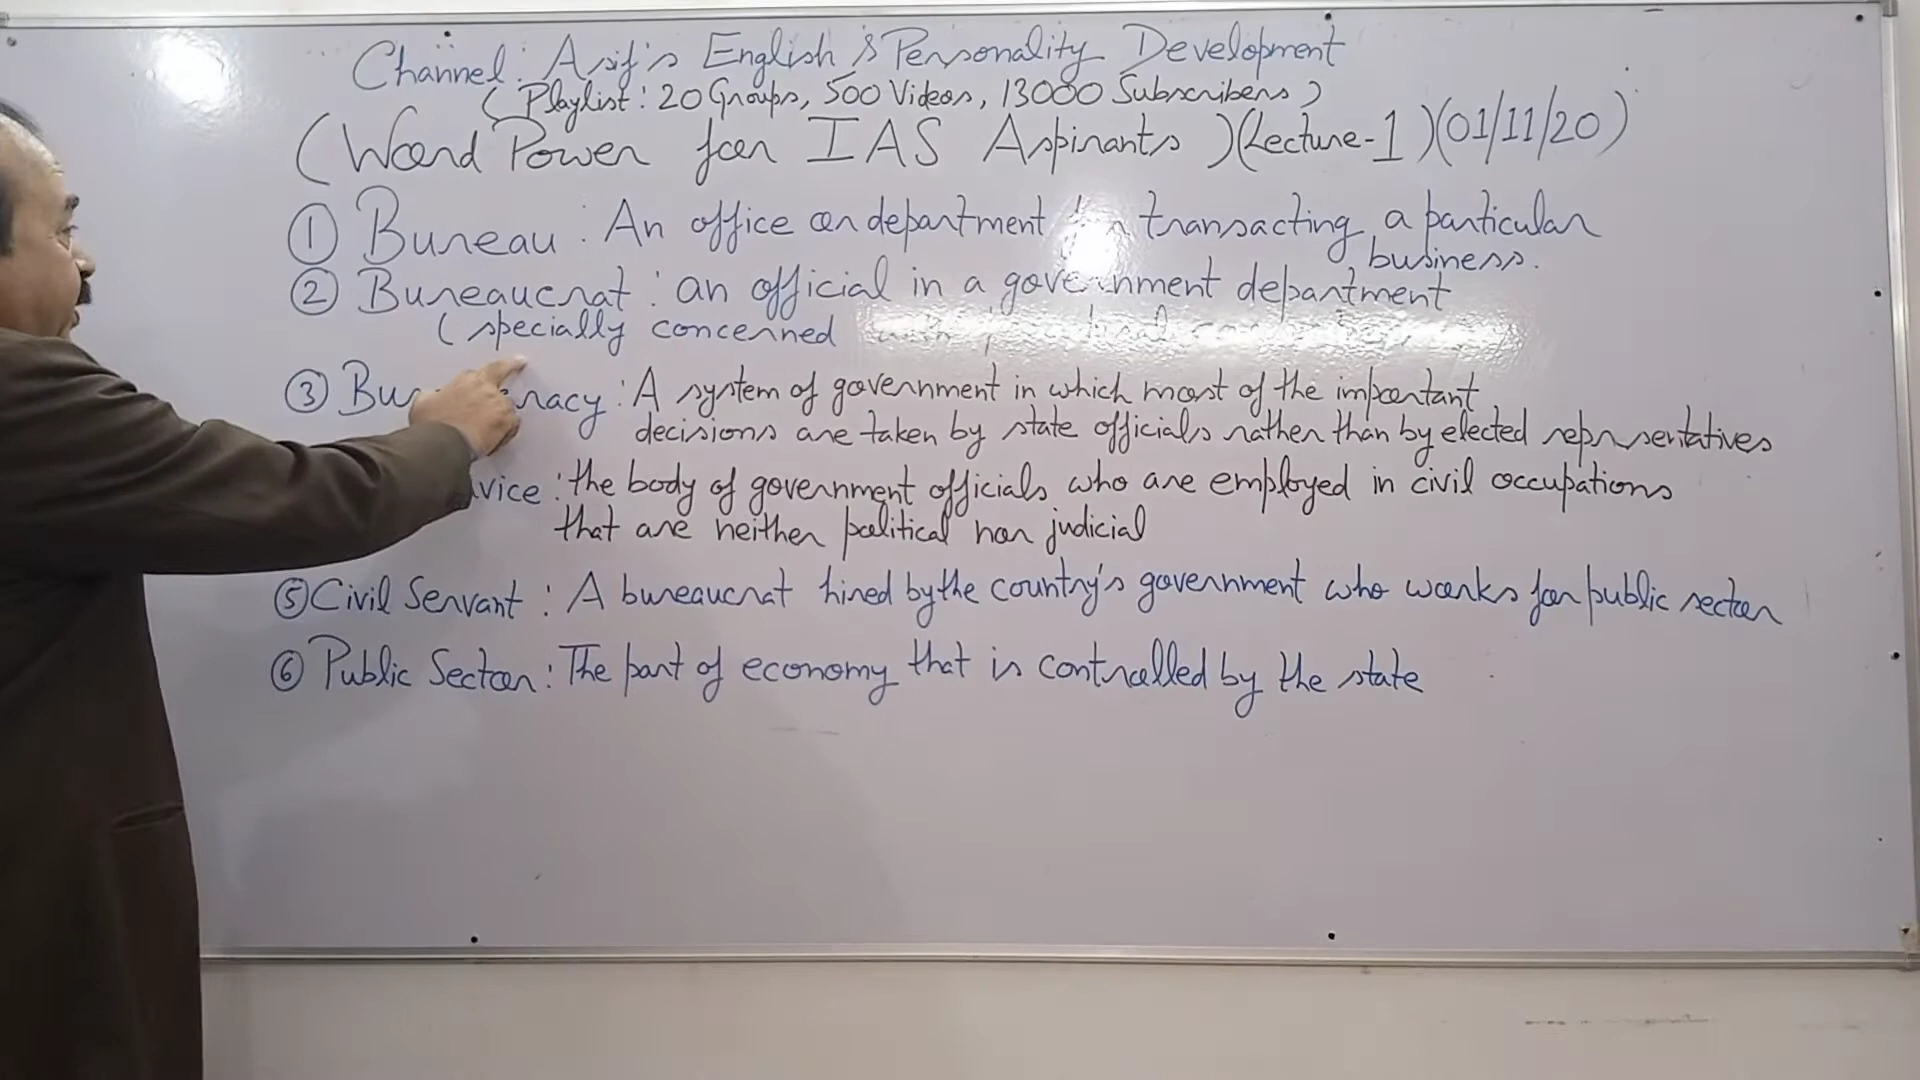 Channel: Asif's English & Personality Development
(Playlist: 20 Groups, 500 Videos, 13000 Subscribers)
(Word Power for IAS Aspirants) (Lecture-1) (01/11/20)
① Bureau: An office or department transacting a particular
business.
② Bureaucrat: an official in a government department
(specially concerned
③ : A system of government in which most of the important
decisions are taken by state officials rather than by elected reprsentatives
: the body of government officials who are employed in civil occupations
that are neither political nor judicial
⑤ Civil Servant: A bureaucrat hired by the country's government who works for public sector
⑥ Public Sector: The part of economy that is controlled by the state